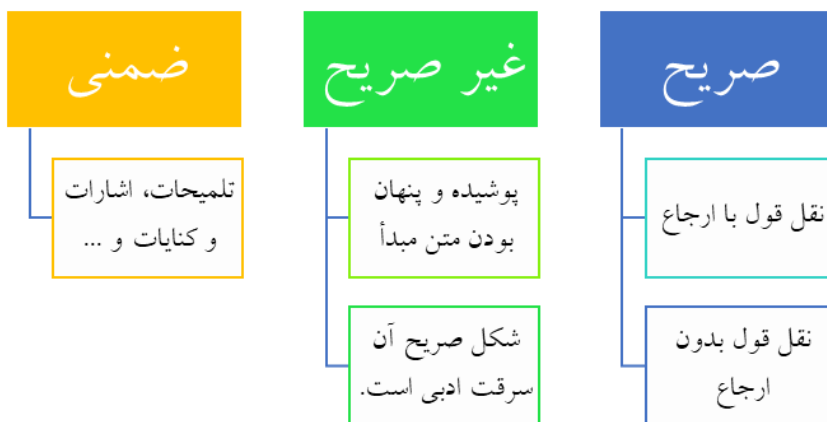 صریح
نقل قول با ارجاع
نقل قول بدون
ارجاع
غیر صریح
پوشیده و پنهان
بودن متن مبدأ
شکل صریح آن
سرقت ادبی است.
ضمنی
تلمیحات، اشارات
و کنایات و ...